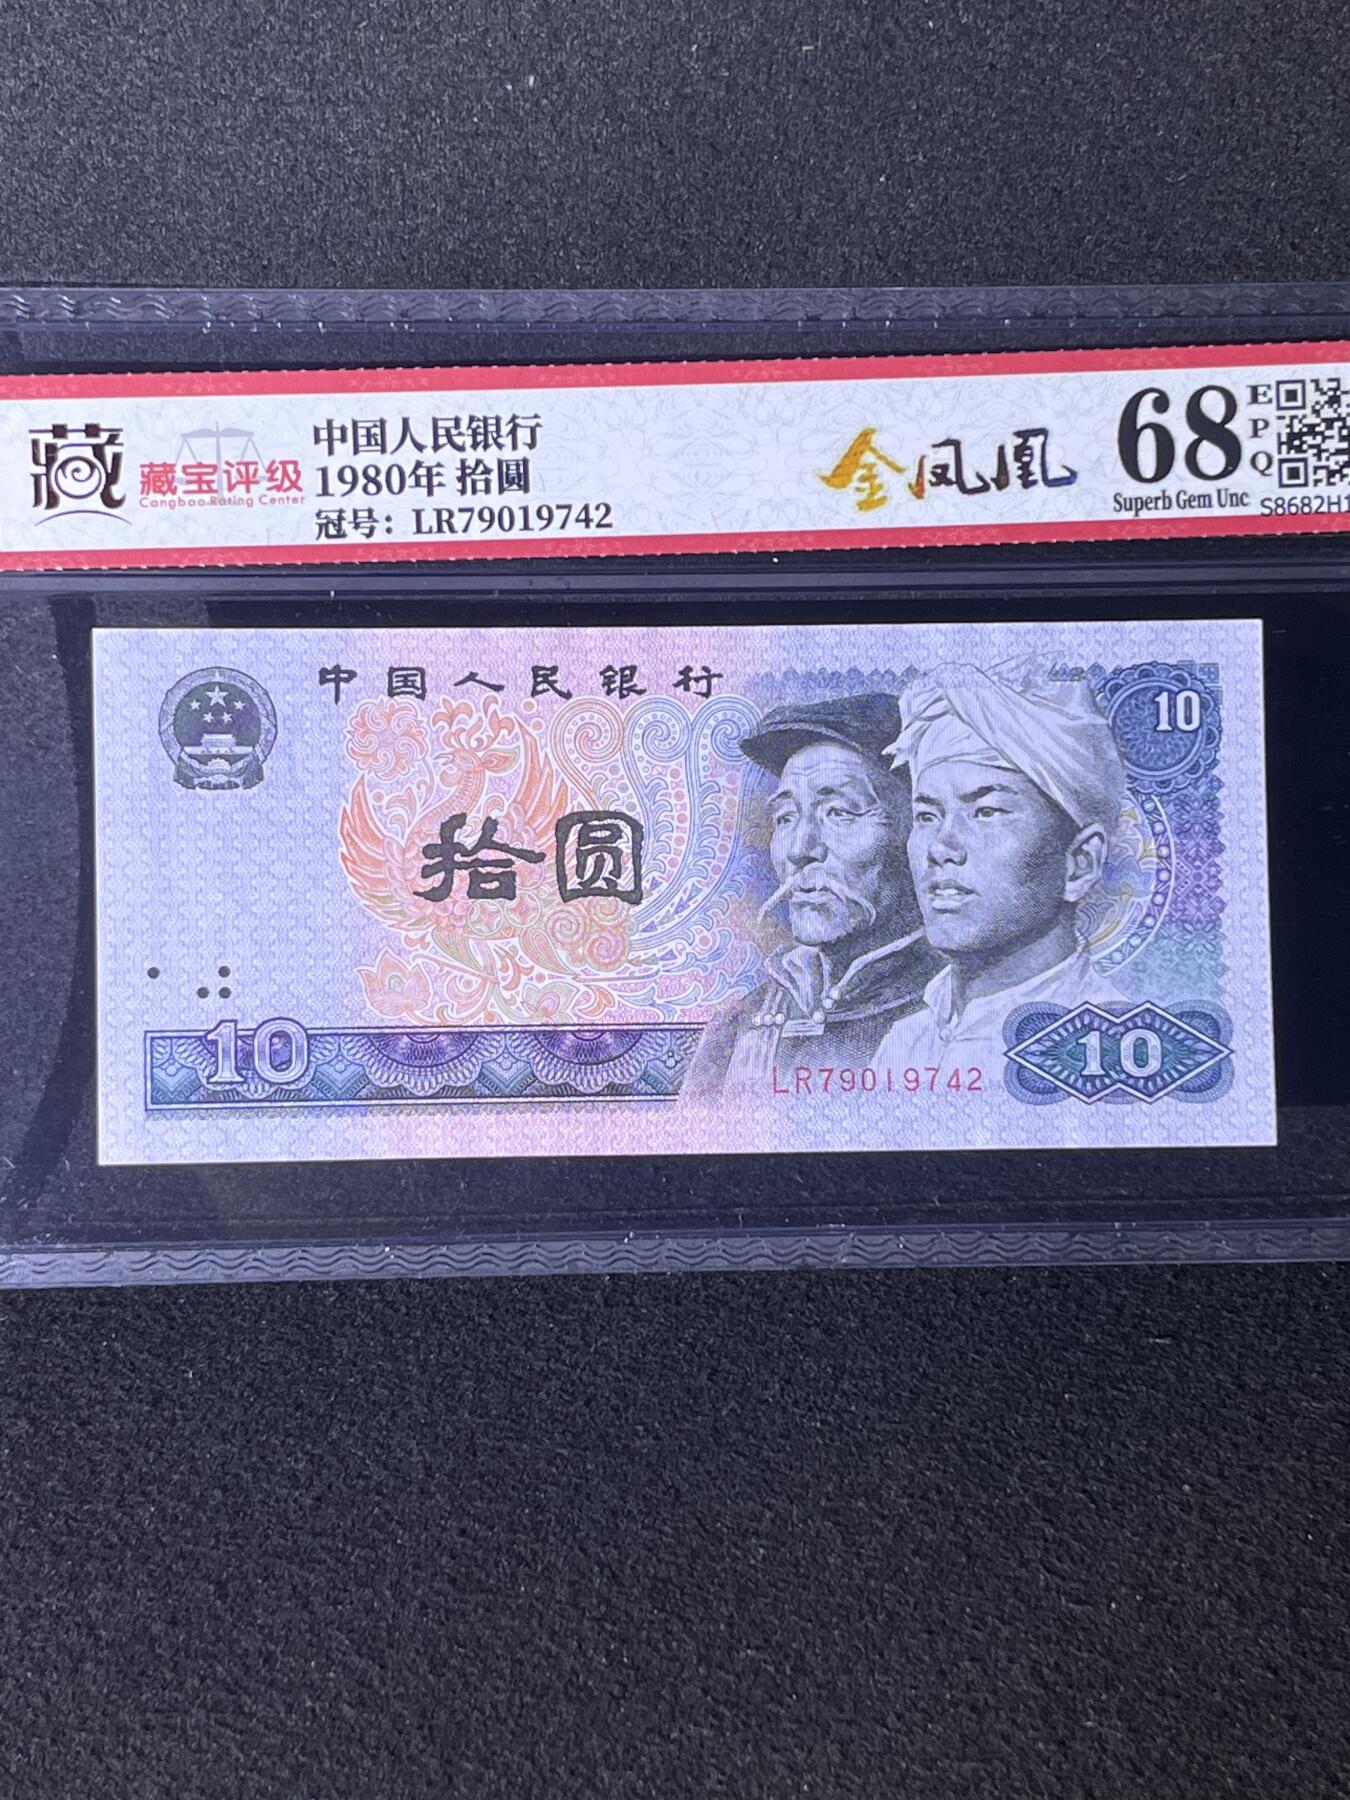 藏
藏宝评级
Cangbao Rating Center
中国人民银行
1980年 拾圆
冠号：LR79019742
金凤凰
68
EPQ
Superb Gem Unc
S8682H1
中国人民银行
10
拾圆
10
LR79019742
10